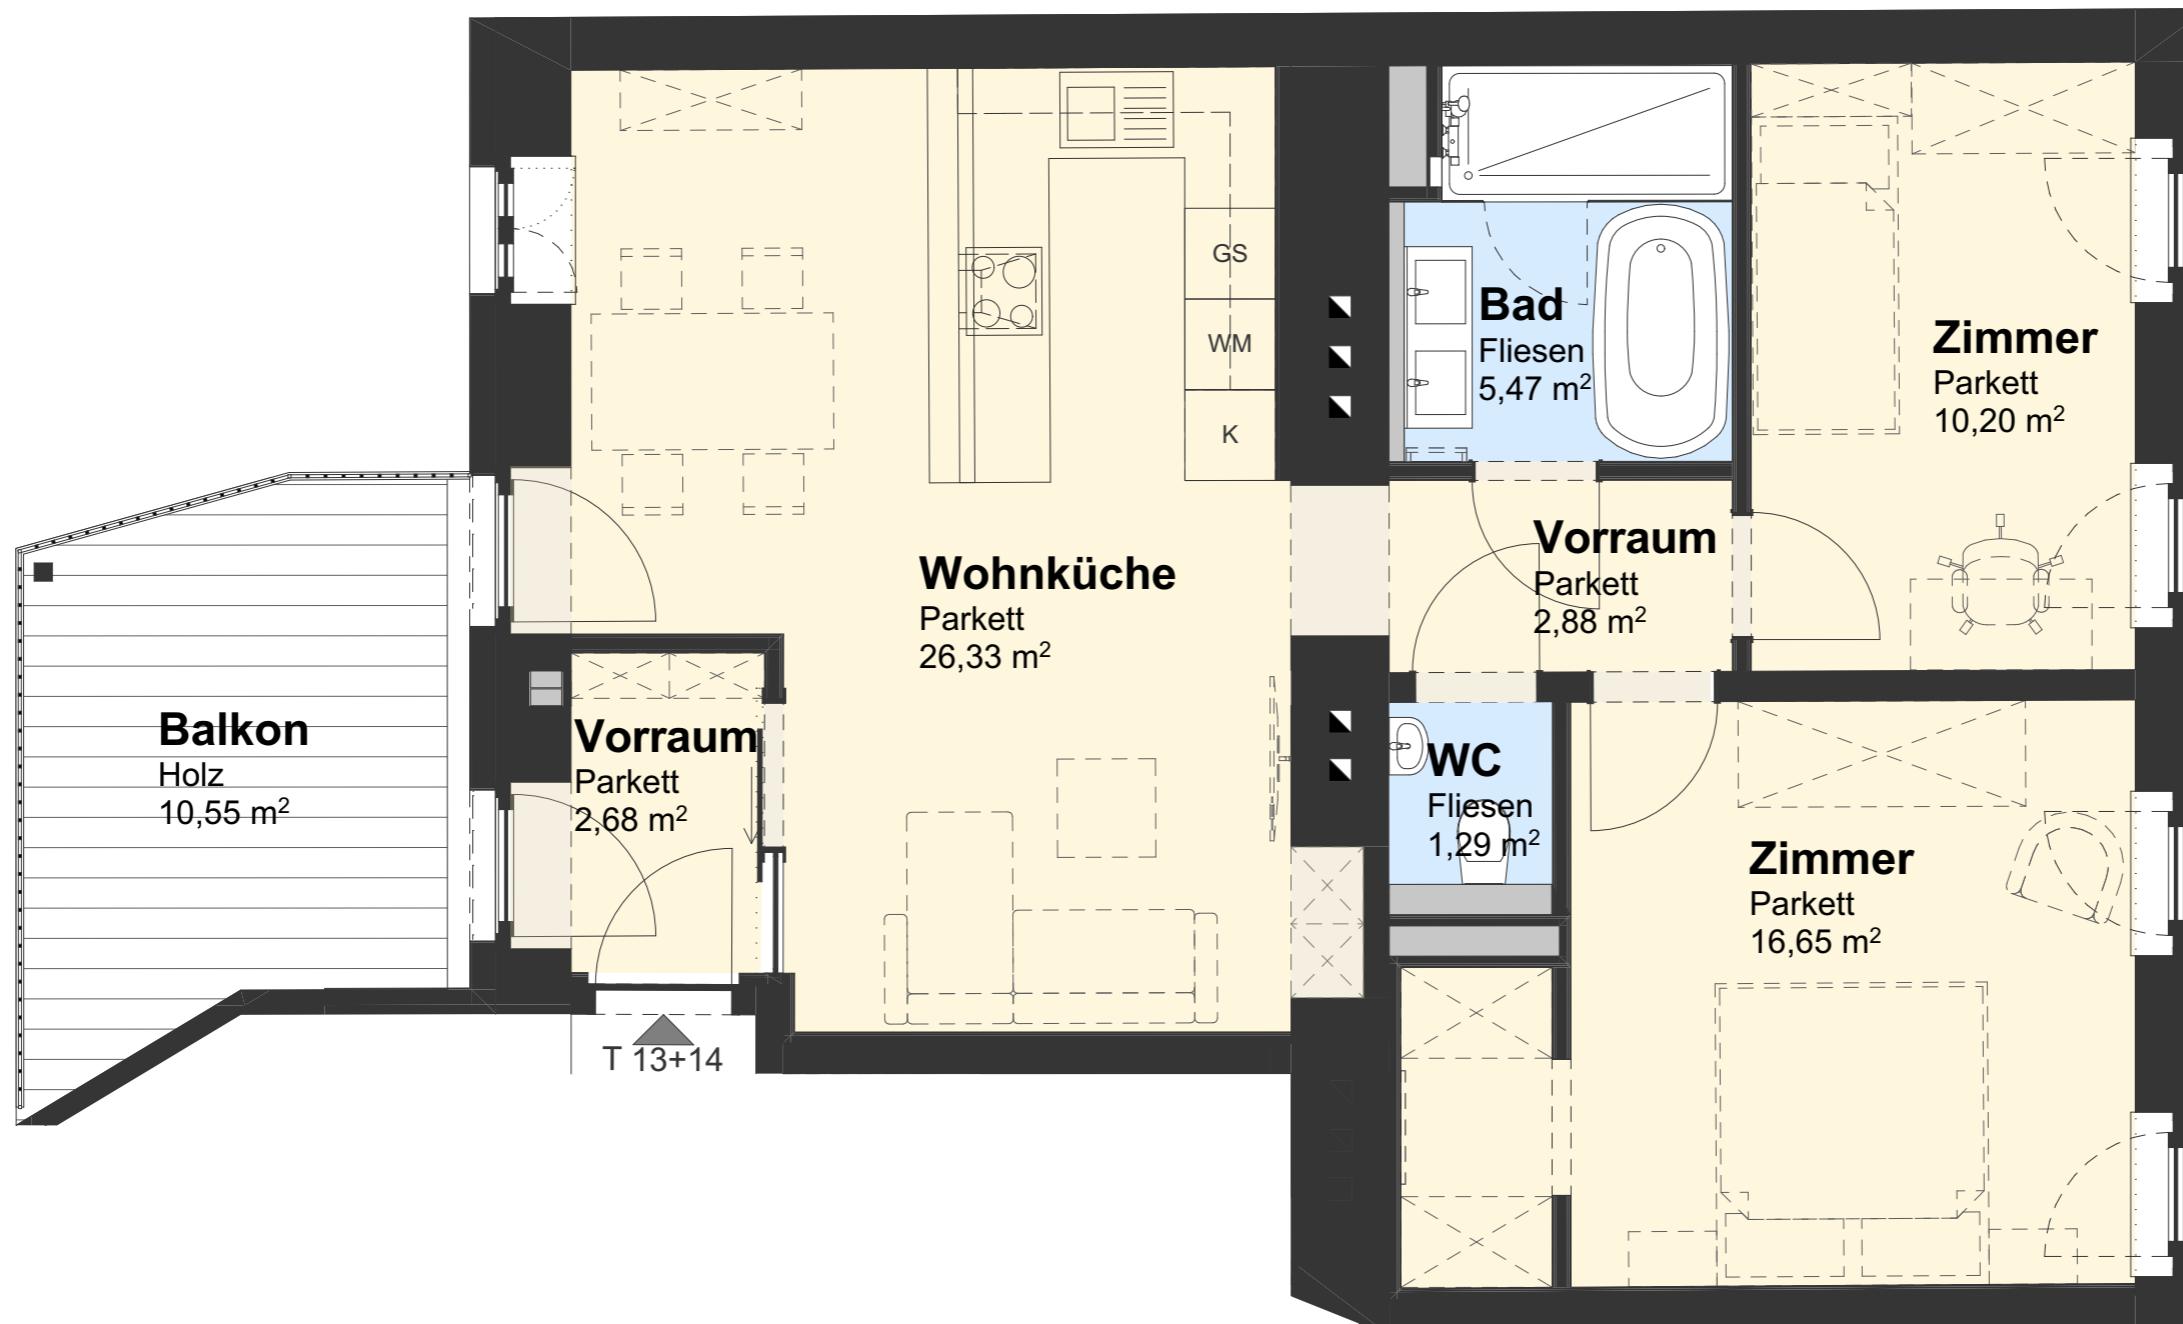 GS
WM
K
Bad
Fliesen
5,47 m²
Zimmer
Parkett
10,20 m²
Wohnküche
Parkett
26,33 m²
Vorraum
Parkett
2,88 m²
Balkon
Holz
10,55 m²
Vorraum
Parkett
2,68 m²
WC
Fliesen
1,29 m²
Zimmer
Parkett
16,65 m²
T 13+14